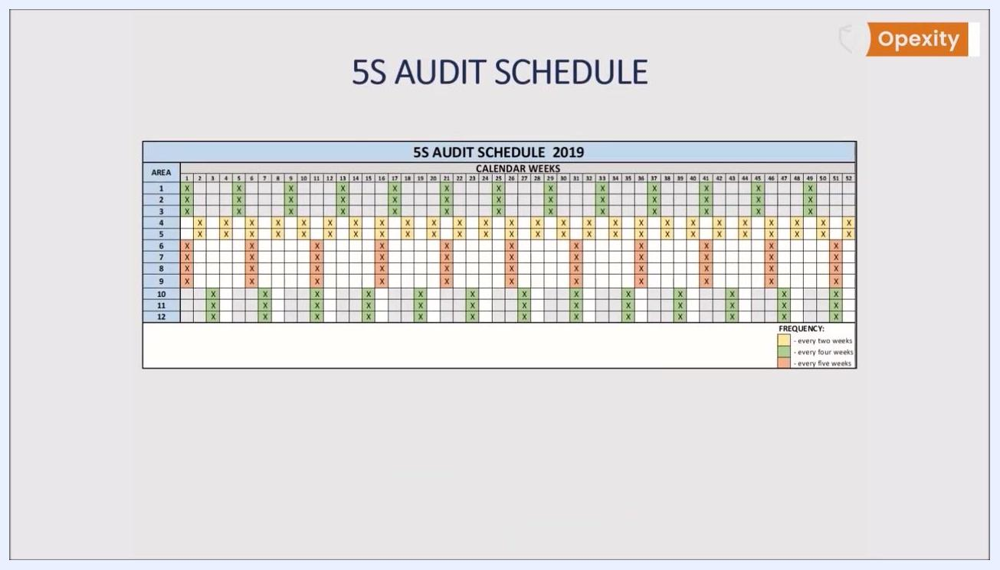 Opexity
5S AUDIT SCHEDULE
5S AUDIT SCHEDULE 2019
AREA
CALENDAR WEEKS
1 2 3 4 5 6 7 8 9 10 11 12 13 14 15 16 17 18 19 20 21 22 23 24 25 26 27 28 29 30 31 32 33 34 35 36 37 38 39 40 41 42 43 44 45 46 47 48 49 50 51 52
1 X X X X X X X X X X X X X
2 X X X X X X X X X X X X X
3 X X X X X X X X X X X X X
4 X X X X X X X X X X X X X X X X X X X X X X X X X X
5 X X X X X X X X X X X X X X X X X X X X X X X X X X
6 X X X X X X X X X X X
7 X X X X X X X X X X X
8 X X X X X X X X X X X
9 X X X X X X X X X X X
10 X X X X X X X X X X X X X
11 X X X X X X X X X X X X X
12 X X X X X X X X X X X X X
FREQUENCY:
- every two weeks
- every four weeks
- every five weeks